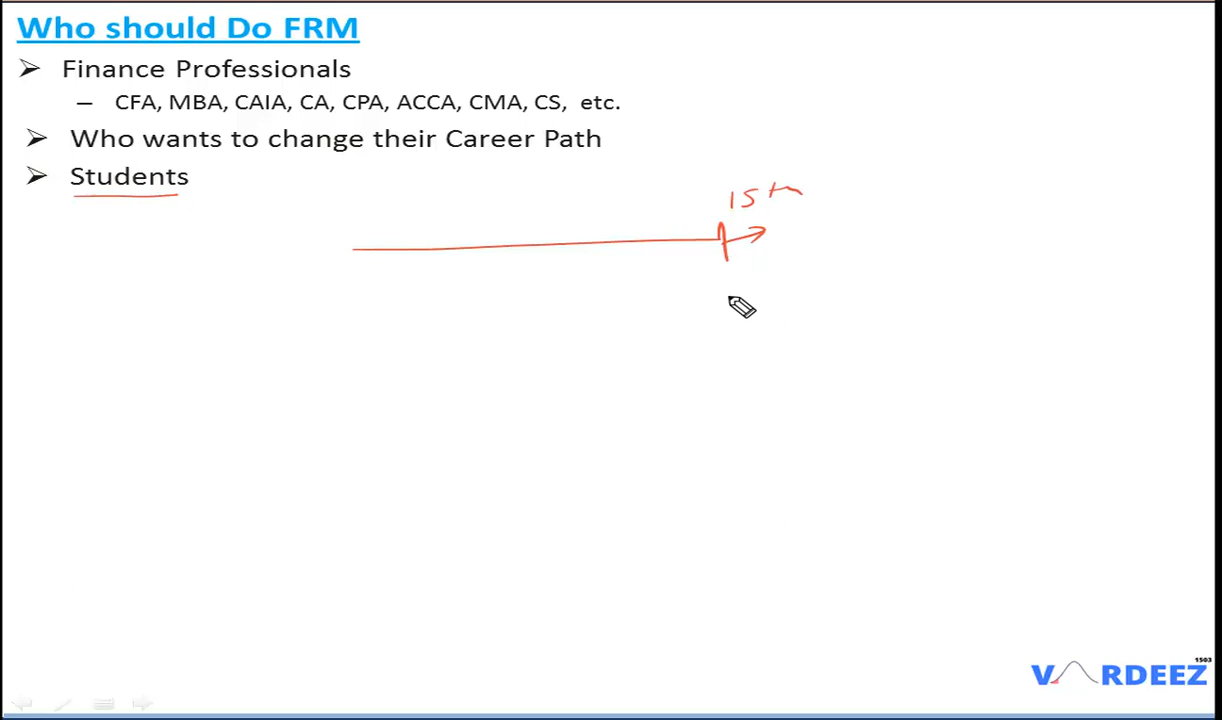 Who should Do FRM
➢ Finance Professionals
– CFA, MBA, CAIA, CA, CPA, ACCA, CMA, CS, etc.
➢ Who wants to change their Career Path
➢ Students
15th
1503
VARDEEZ